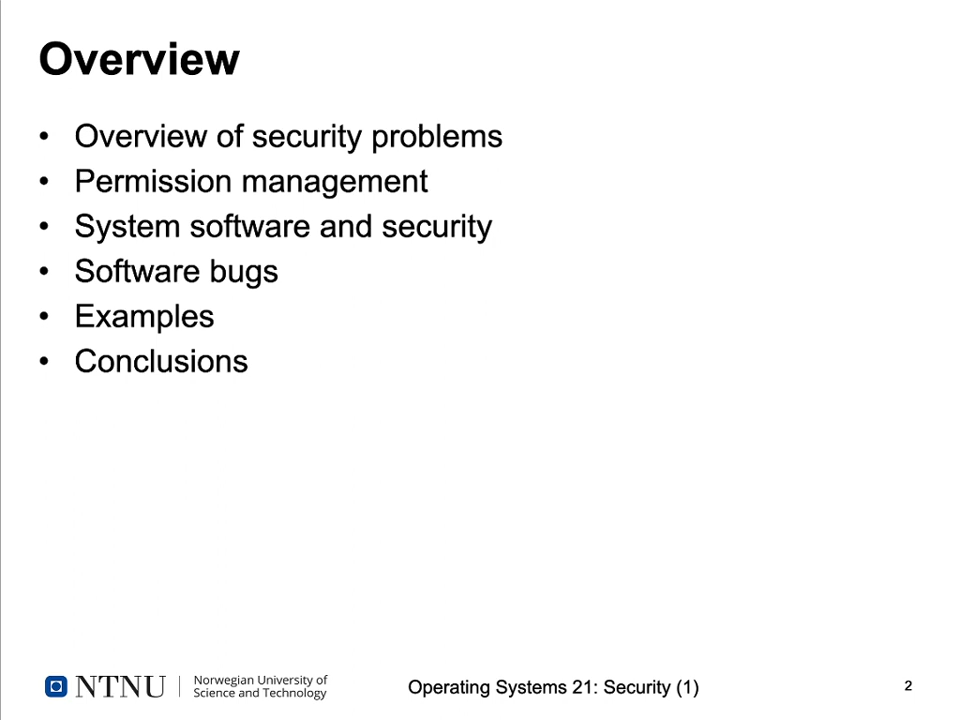 Overview
• Overview of security problems
• Permission management
• System software and security
• Software bugs
• Examples
• Conclusions
NTNU
Norwegian University of
Science and Technology
Operating Systems 21: Security (1)
2